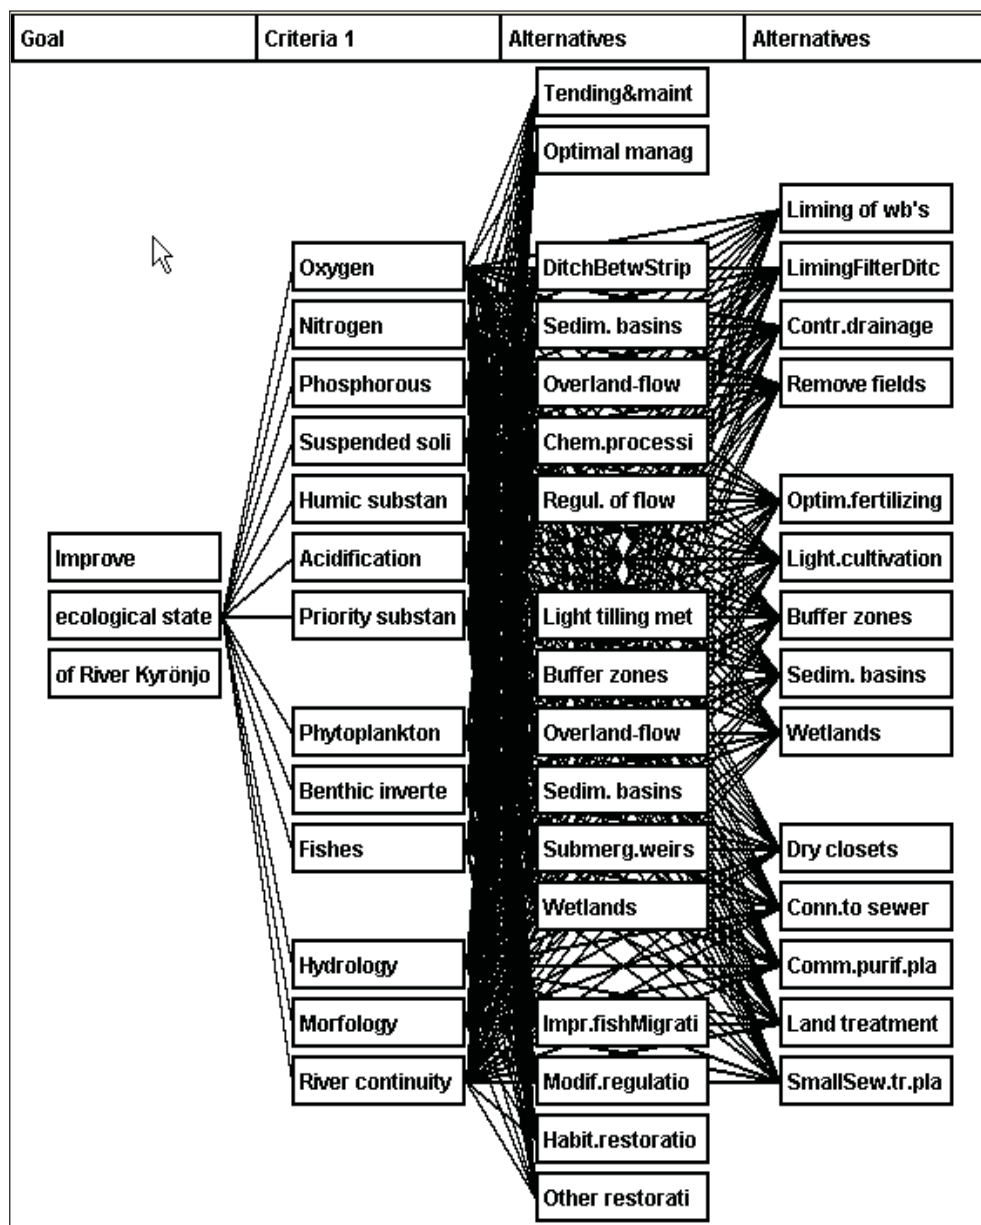 Goal
Criteria 1
Alternatives
Alternatives
Improve
ecological state
of River Kyrönjo
Oxygen
Nitrogen
Phosphorous
Suspended soli
Humic substan
Acidification
Priority substan
Phytoplankton
Benthic inverte
Fishes
Hydrology
Morfology
River continuity
Tending&maint
Optimal manag
DitchBetwStrip
Sedim. basins
Overland-flow
Chem.processi
Regul. of flow
Light tilling met
Buffer zones
Overland-flow
Sedim. basins
Submerg.weirs
Wetlands
Impr.fishMigrati
Modif.regulatio
Habit.restoratio
Other restorati
Liming of wb's
LimingFilterDitc
Contr.drainage
Remove fields
Optim.fertilizing
Light.cultivation
Buffer zones
Sedim. basins
Wetlands
Dry closets
Conn.to sewer
Comm.purif.pla
Land treatment
SmallSew.tr.pla